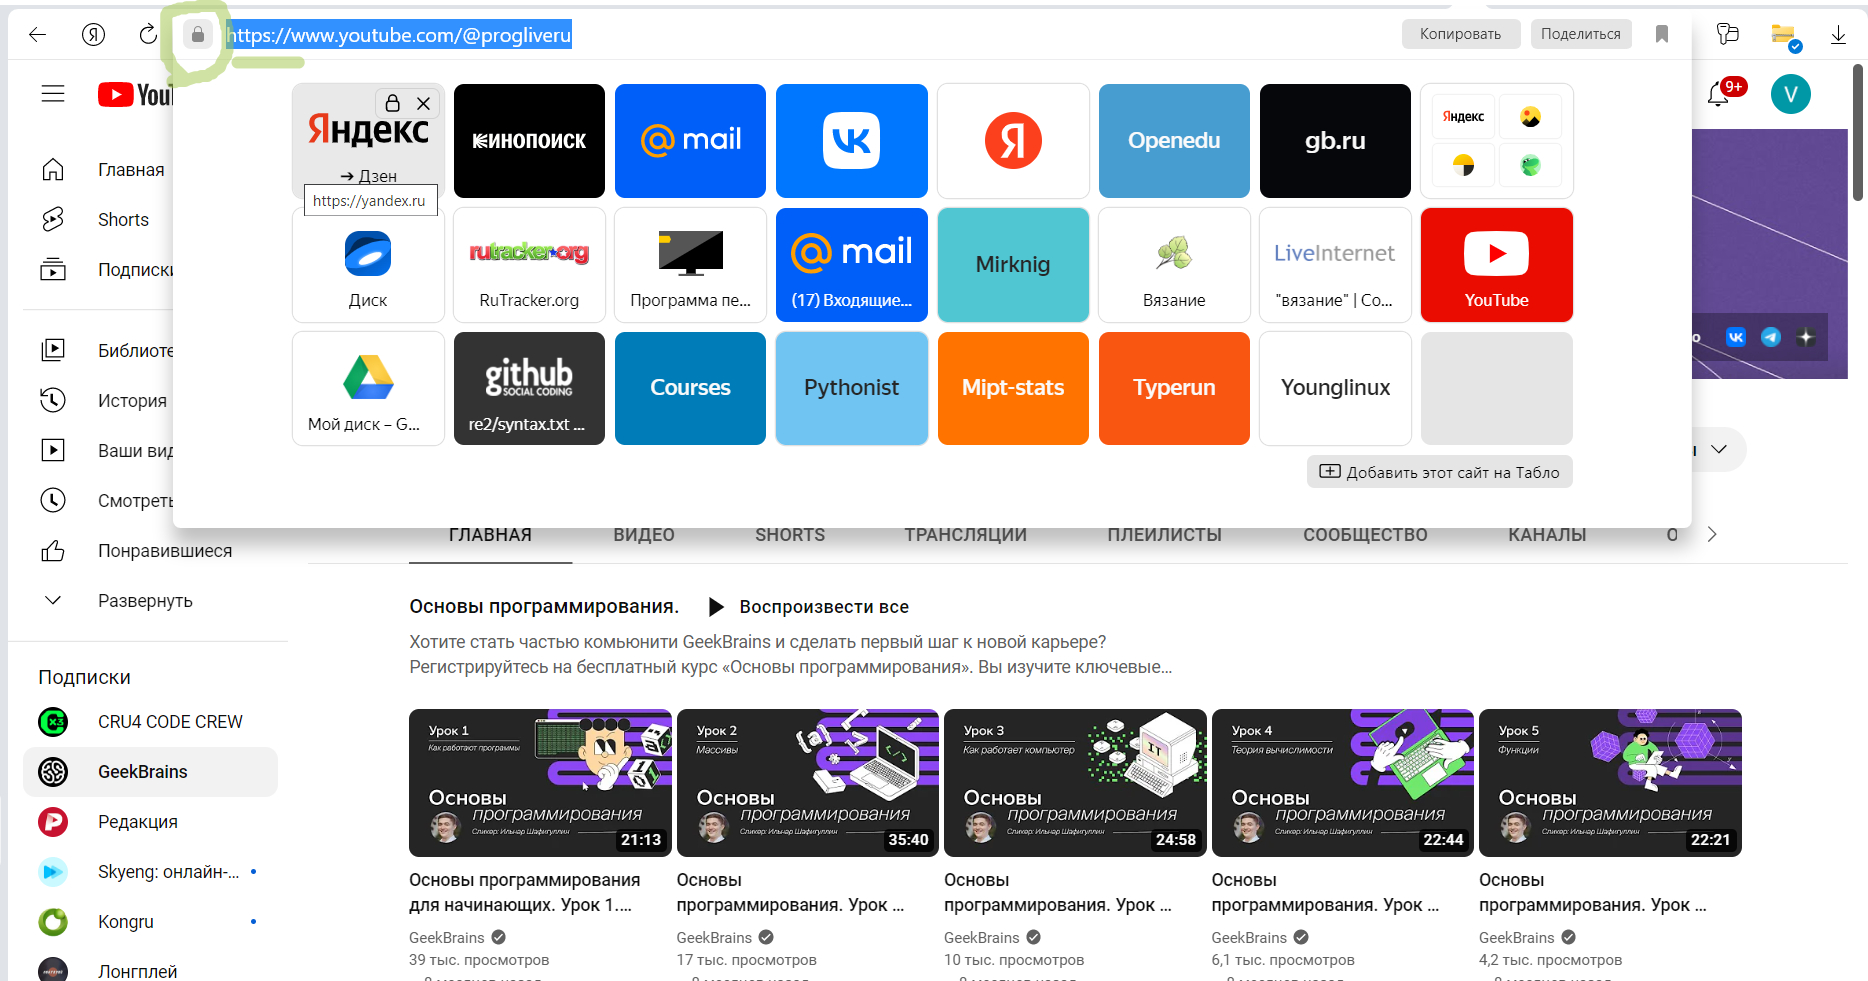 https://www.youtube.com/@progliveru
Копировать
Поделиться
9+
V
Яндекс
→ Дзен
https://yandex.ru
КИНОПОИСК
@mail
VK
Я
Openedu
gb.ru
Яндекс
Диск
rutracker.org
RuTracker.org
Программа пе...
@mail
(17) Входящие...
Mirknig
Вязание
LiveInternet
"вязание" | Со...
YouTube
Мой диск – G...
github
SOCIAL CODING
re2/syntax.txt ...
Courses
Pythonist
Mipt-stats
Typerun
Younglinux
Добавить этот сайт на Табло
Главная
Shorts
Подписки
История
Понравившиеся
Развернуть
Подписки
CRU4 CODE CREW
GeekBrains
Редакция
Skyeng: онлайн-...
Kongru
Лонгплей
ГЛАВНАЯ
ВИДЕО
SHORTS
ТРАНСЛЯЦИИ
ПЛЕЙЛИСТЫ
СООБЩЕСТВО
КАНАЛЫ
О
Основы программирования.
Воспроизвести все
Хотите стать частью комьюнити GeekBrains и сделать первый шаг к новой карьере?
Регистрируйтесь на бесплатный курс «Основы программирования». Вы изучите ключевые...
Урок 1
Как работают программы
Основы
программирования
Спикер: Ильнар Шафигуллин
21:13
Урок 2
Массивы
Основы
программирования
Спикер: Ильнар Шафигуллин
35:40
Урок 3
Как работает компьютер
IT
Основы
программирования
Спикер: Ильнар Шафигуллин
24:58
Урок 4
Теория вычислимости
Основы
программирования
Спикер: Ильнар Шафигуллин
22:44
Урок 5
Функции
Основы
программирования
Спикер: Ильнар Шафигуллин
22:21
Основы программирования
для начинающих. Урок 1....
GeekBrains
39 тыс. просмотров
Основы
программирования. Урок ...
GeekBrains
17 тыс. просмотров
Основы
программирования. Урок ...
GeekBrains
10 тыс. просмотров
Основы
программирования. Урок ...
GeekBrains
6,1 тыс. просмотров
Основы
программирования. Урок ...
GeekBrains
4,2 тыс. просмотров